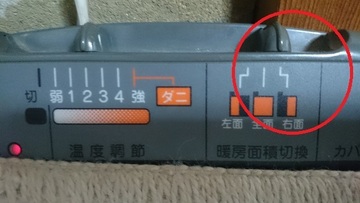 切 弱 1 2 3 4 強 ダニ
左面 全面 右面
温度調節 暖房面積切換 カバ